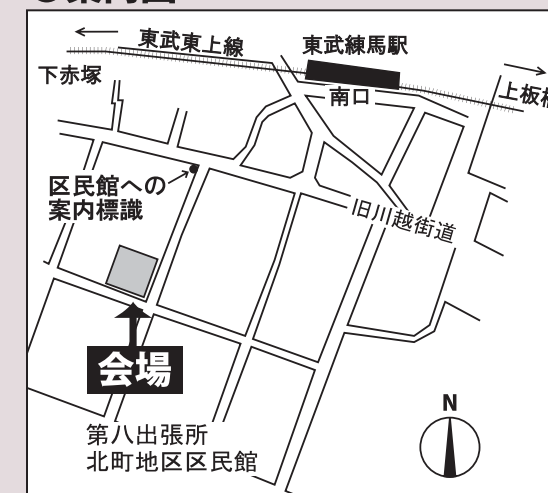 東武東上線
東武練馬駅
下赤塚
南口
上板橋
区民館への
案内標識
旧川越街道
会場
第八出張所
北町地区区民館
N